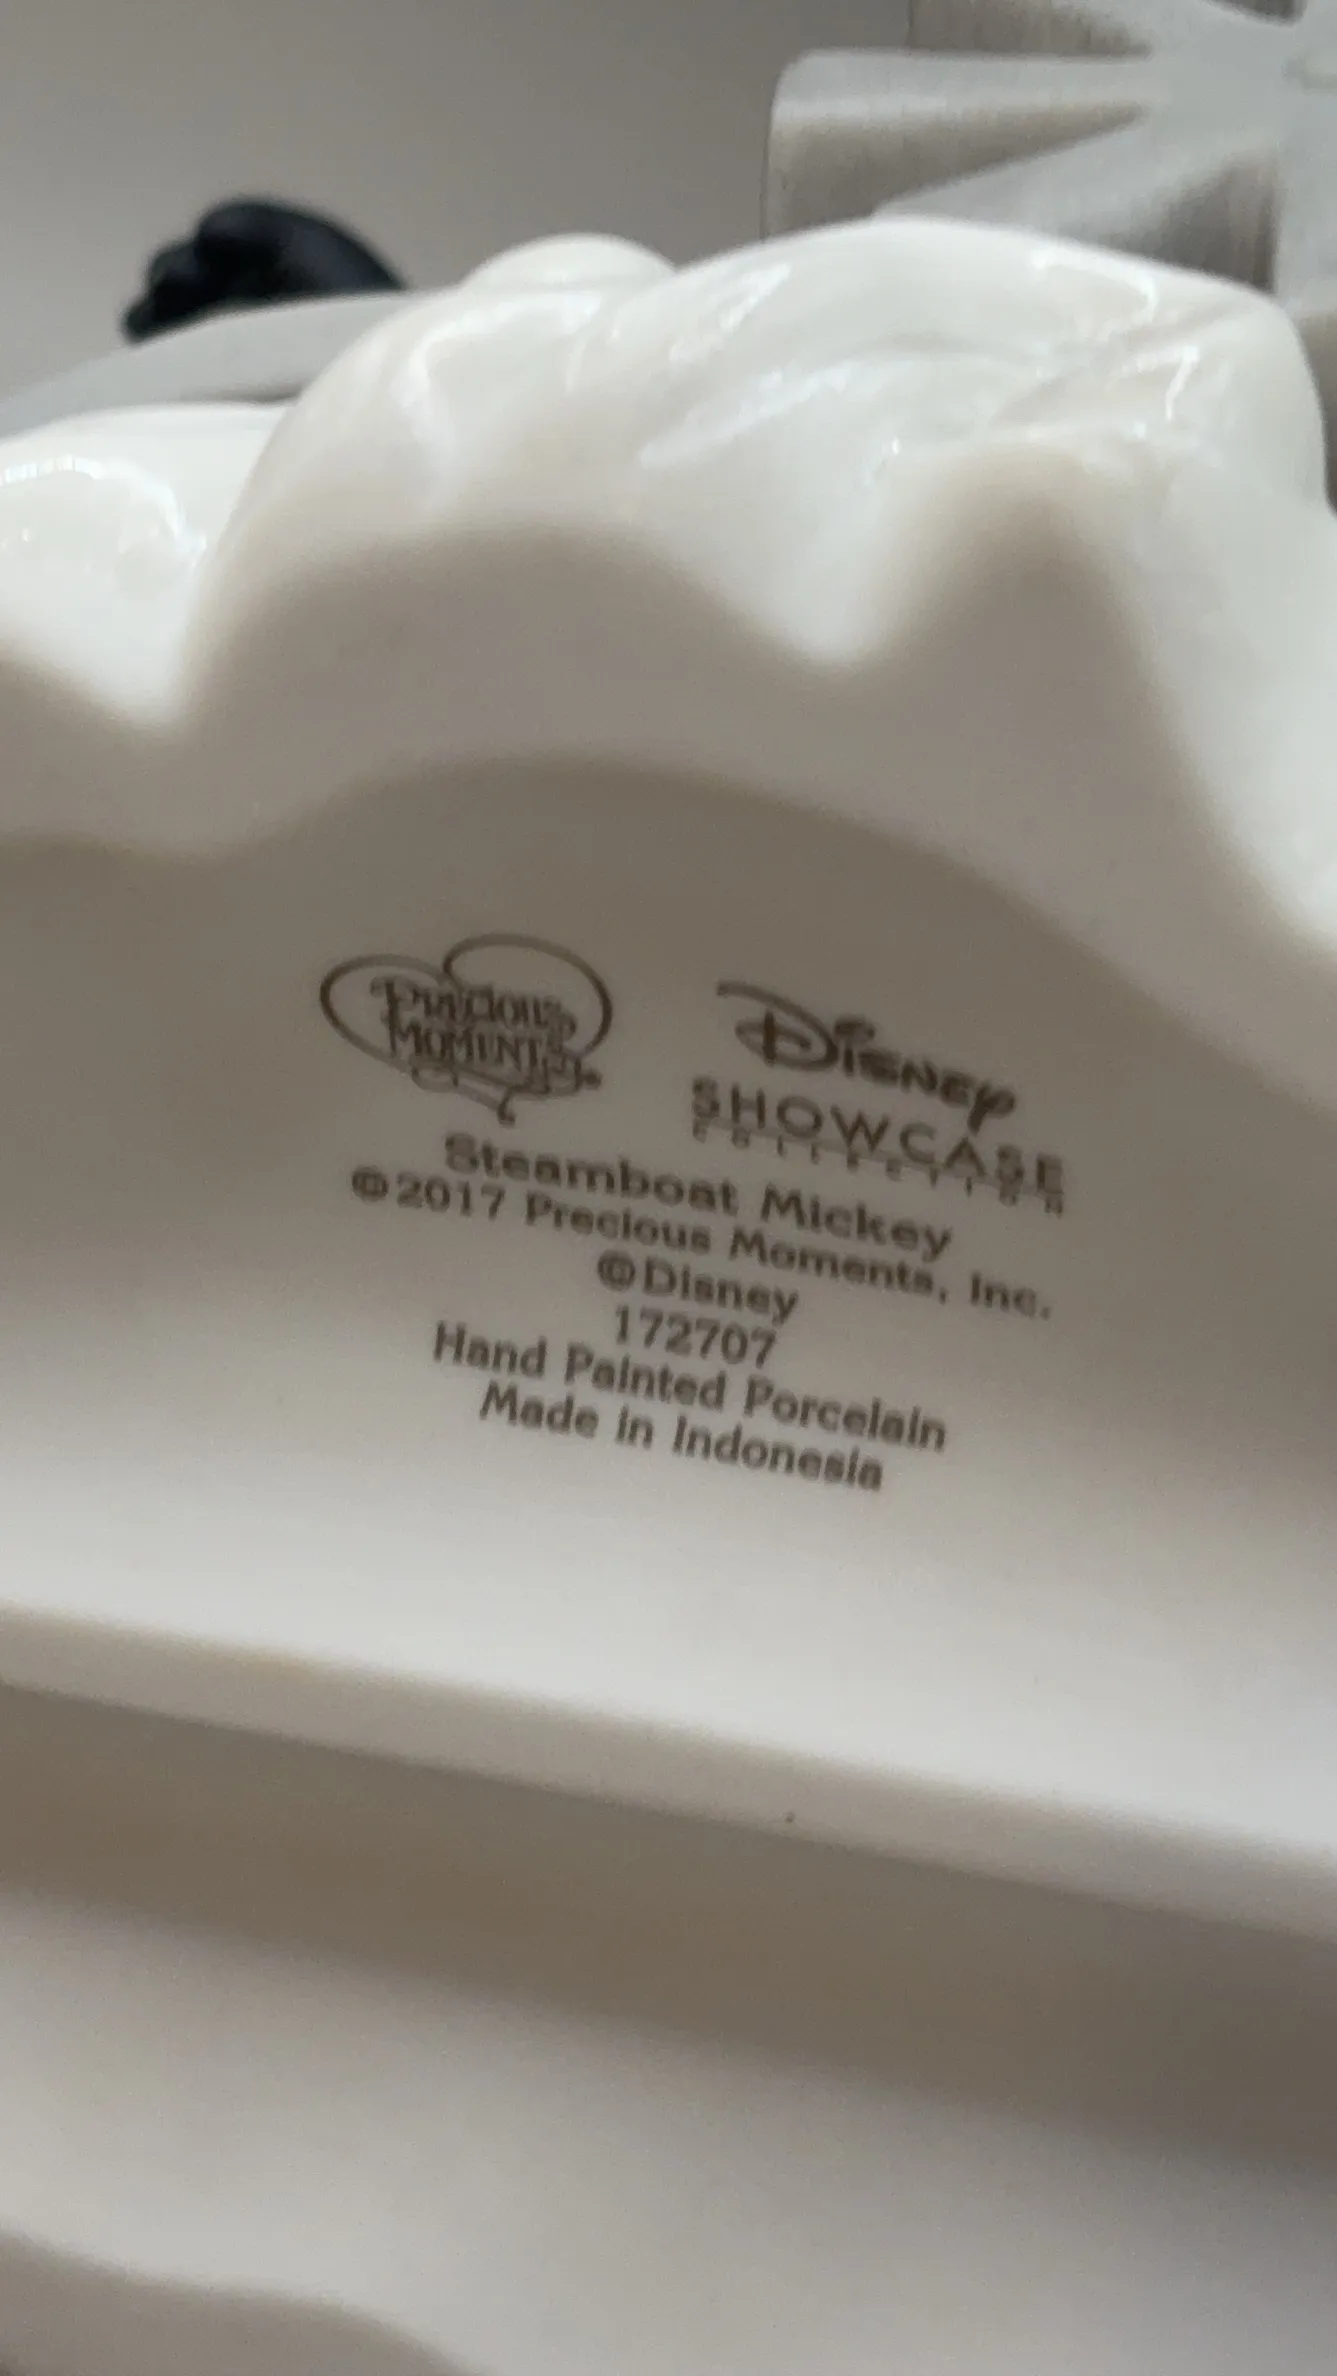 PRECIOUS
MOMENTS
DISNEY
SHOWCASE
COLLECTION
Steamboat Mickey
©2017 Precious Moments, Inc.
©Disney
172707
Hand Painted Porcelain
Made in Indonesia